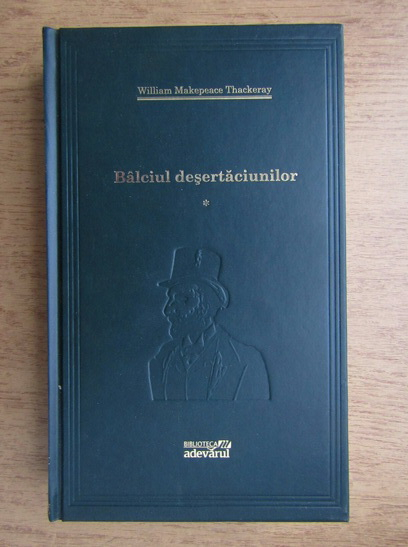 William Makepeace Thackeray
Bâlciul deşertăciunilor
*
BIBLIOTECA
adevărul